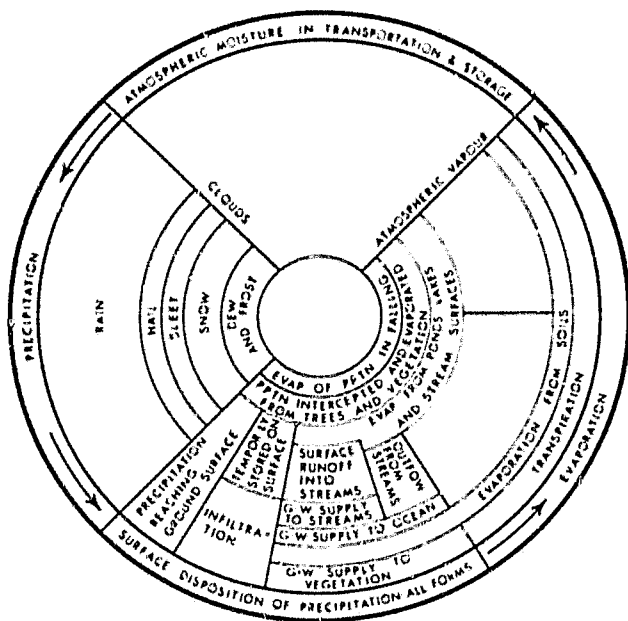 ATMOSPHERIC MOISTURE IN TRANSPORTATION & STORAGE
CLOUDS
ATMOSPHERIC VAPOUR
PRECIPITATION
RAIN
HAIL
SLEET
SNOW
DEW
AND FROST
EVAP OF PPTN IN FALLING
PPTN INTERCEPTED AND EVAPORATED
FROM TREES AND VEGETATION
EVAP FROM PONDS LAKES
AND STREAM SURFACES
EVAPORATION FROM SOILS
TRANSPIRATION
EVAPORATION
PRECIPITATION
REACHING
GROUND SURFACE
TEMPORARY
STORED ON
SURFACE
INFILTRA-
TION
SURFACE
RUNOFF
INTO
STREAMS
OUTFLOW
FROM
STREAMS
G.W SUPPLY
TO STREAMS
G.W SUPPLY TO OCEAN
G.W SUPPLY TO
VEGETATION
SURFACE DISPOSITION OF PRECIPITATION ALL FORMS